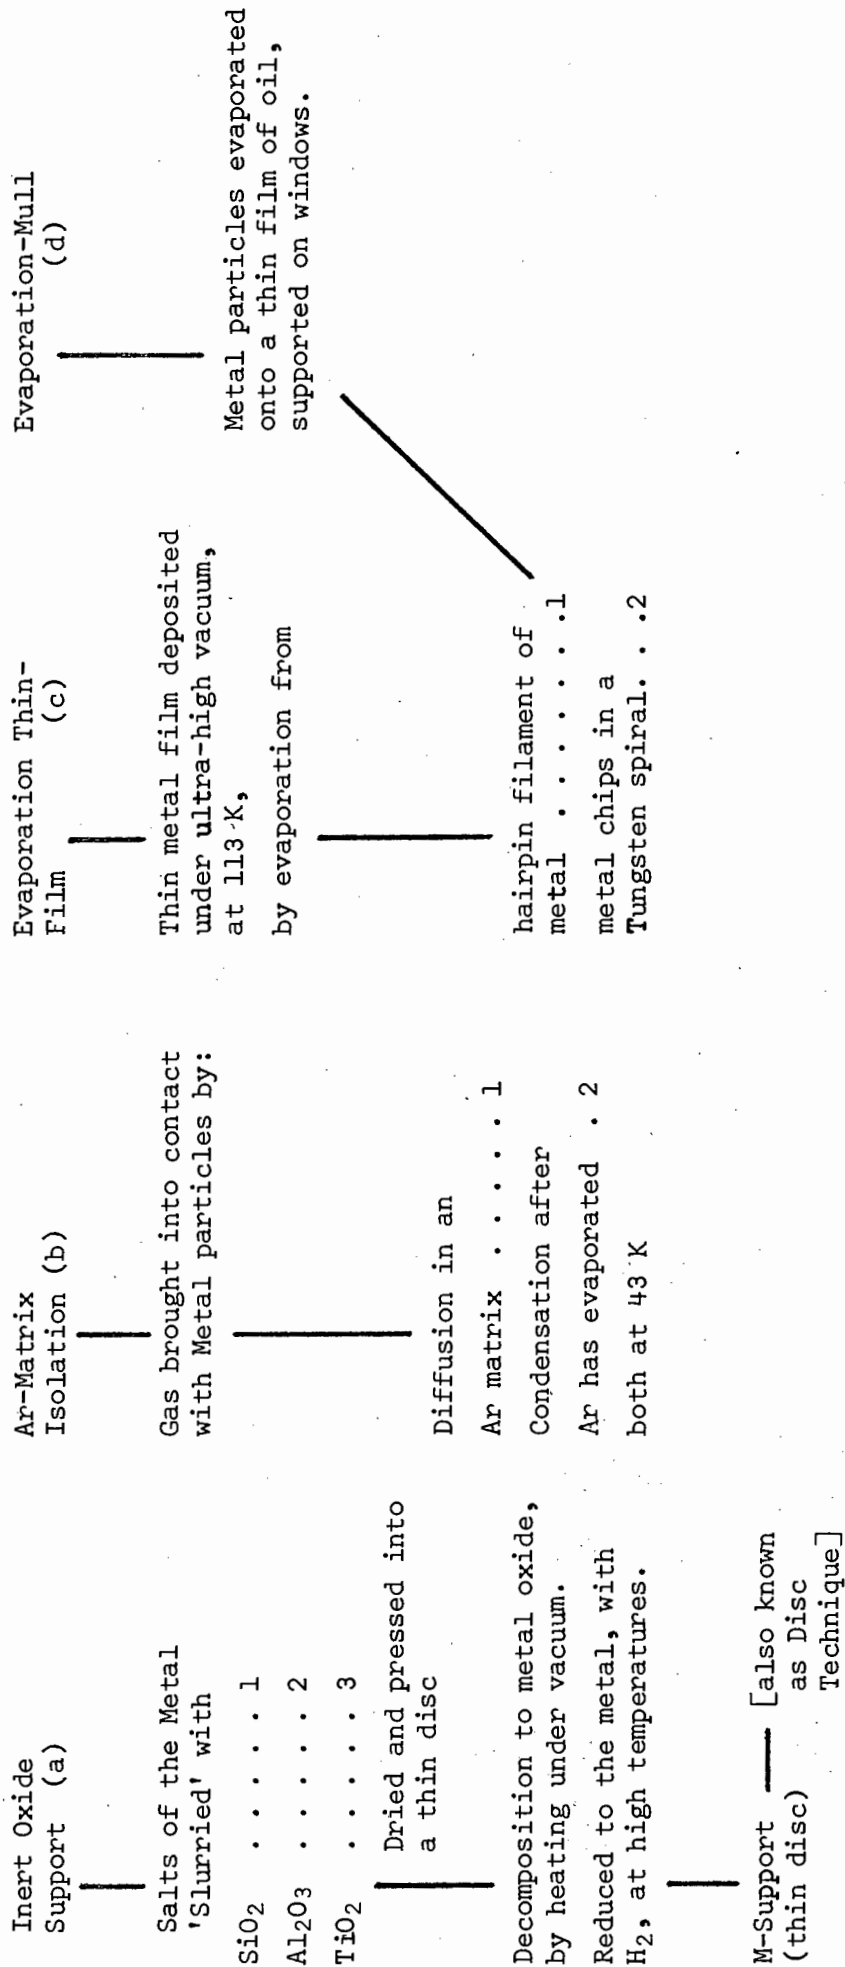 Inert Oxide
Support (a)
Salts of the Metal
'Slurried' with
SiO₂ . . . . . . . 1
Al₂O₃ . . . . . . 2
TiO₂ . . . . . . 3
Dried and pressed into
a thin disc
Decomposition to metal oxide,
by heating under vacuum.
Reduced to the metal, with
H₂, at high temperatures.
M-Support
(thin disc)
[also known
as Disc
Technique]
Ar-Matrix
Isolation (b)
Gas brought into contact
with Metal particles by:
Diffusion in an
Ar matrix . . . . . . 1
Condensation after
Ar has evaporated . 2
both at 43 K
Evaporation Thin-
Film (c)
Thin metal film deposited
under ultra-high vacuum,
at 113 K,
by evaporation from
hairpin filament of
metal . . . . . . . . .1
metal chips in a
Tungsten spiral. . .2
Evaporation-Mull
(d)
Metal particles evaporated
onto a thin film of oil,
supported on windows.